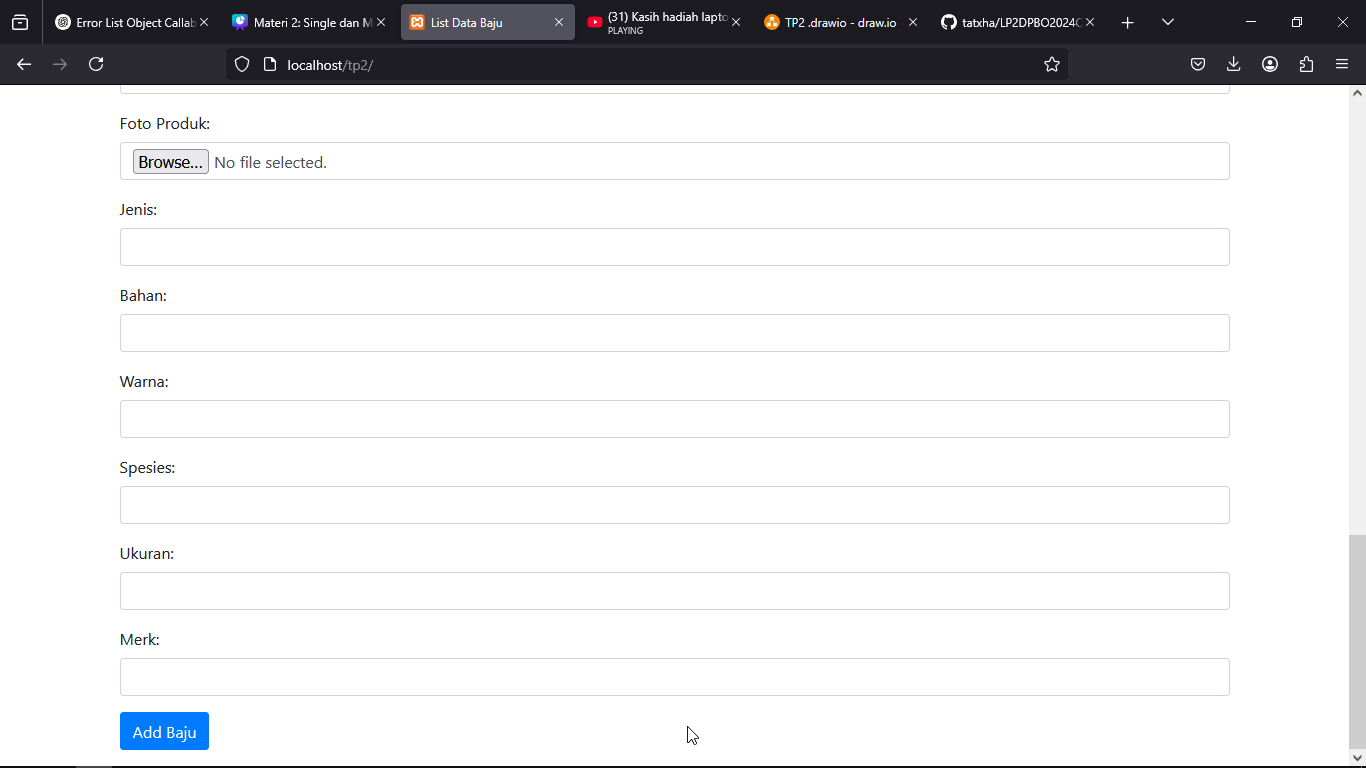 Error List Object Callab
Materi 2: Single dan M
List Data Baju
(31) Kasih hadiah lapto
PLAYING
TP2 .drawio - draw.io
tatxha/LP2DPBO2024C
localhost/tp2/
Foto Produk:
Browse... No file selected.
Jenis:
Bahan:
Warna:
Spesies:
Ukuran:
Merk:
Add Baju